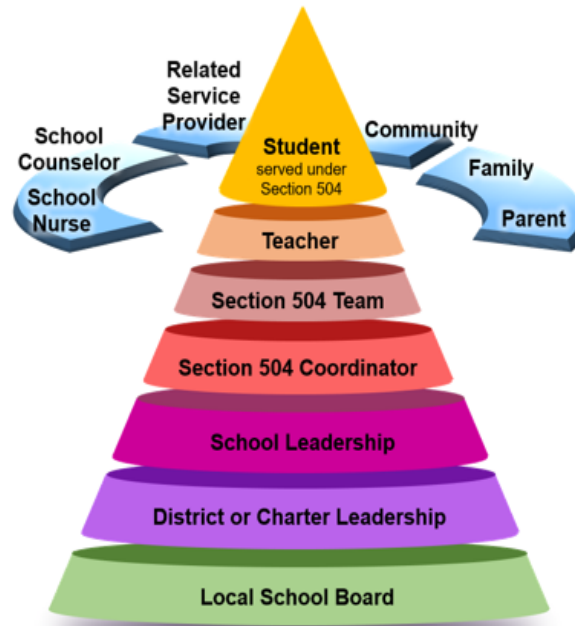 Related
Service
Provider
School
Counselor
School
Nurse
Student
served under
Section 504
Community
Family
Parent
Teacher
Section 504 Team
Section 504 Coordinator
School Leadership
District or Charter Leadership
Local School Board